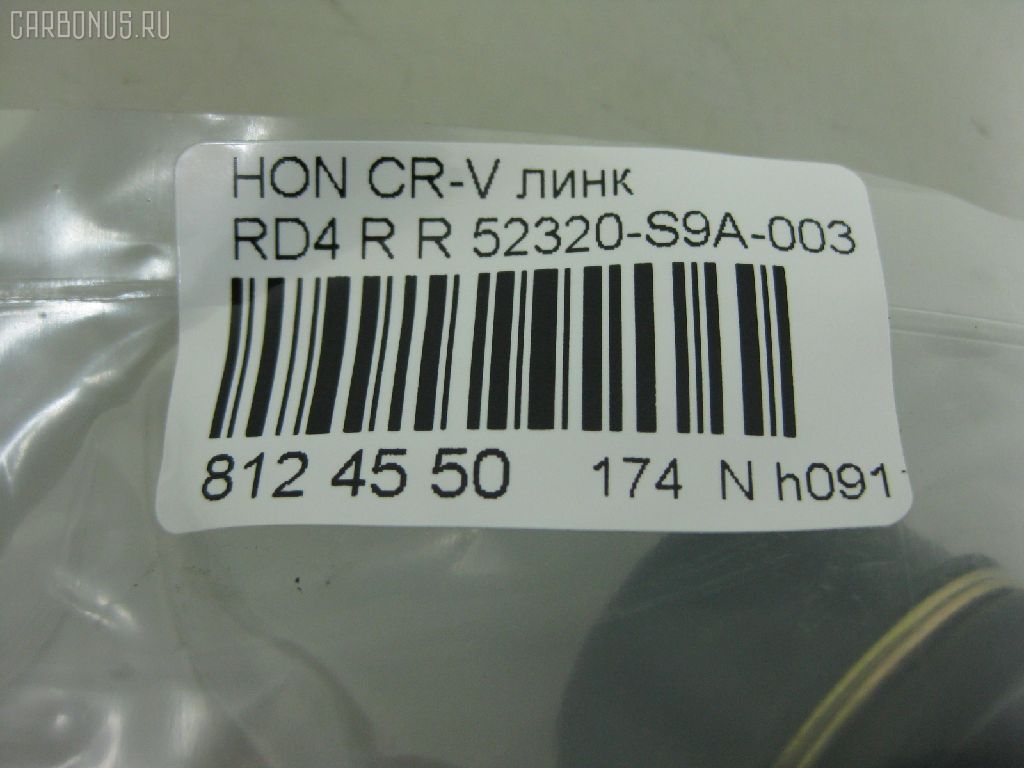 CARBONUS.RU
HON CR-V линк
RD4 R R 52320-S9A-003
812 45 50 174 N h091